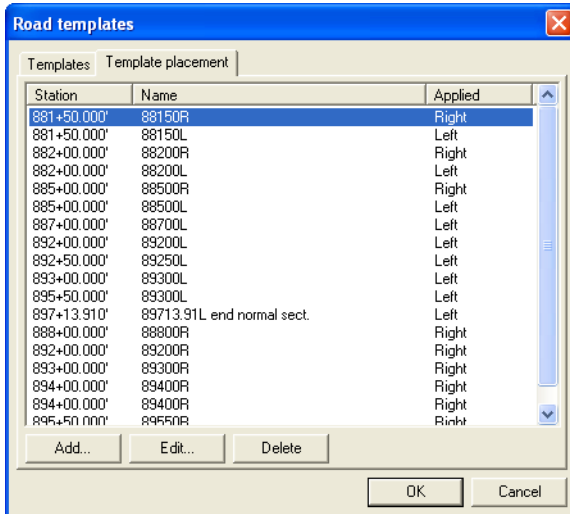 Road templates
Templates Template placement
Station Name Applied
881+50.000' 88150R Right
881+50.000' 88150L Left
882+00.000' 88200R Right
882+00.000' 88200L Left
885+00.000' 88500R Right
885+00.000' 88500L Left
887+00.000' 88700L Left
892+00.000' 89200L Left
892+50.000' 89250L Left
893+00.000' 89300L Left
895+50.000' 89300L Left
897+13.910' 89713.91L end normal sect. Left
888+00.000' 88800R Right
892+00.000' 89200R Right
893+00.000' 89300R Right
894+00.000' 89400R Right
894+00.000' 89400R Right
895+50.000' 89550R Right
Add... Edit... Delete
OK Cancel